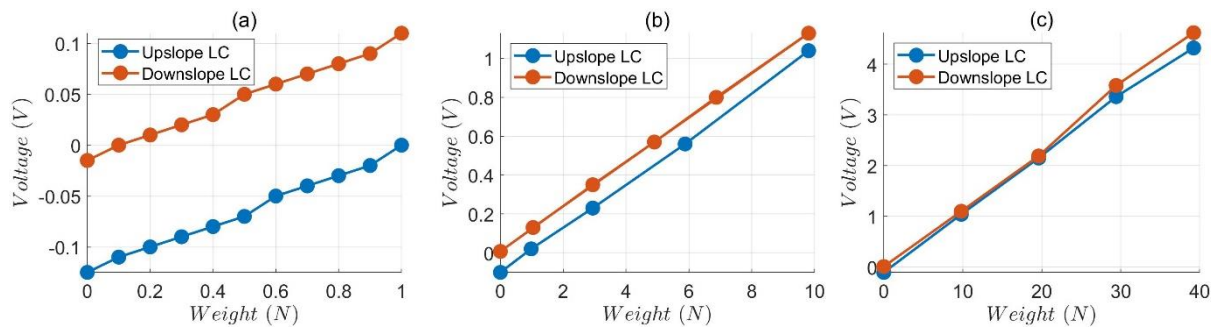 (a)
Upslope LC
Downslope LC
0.1
0.05
0
-0.05
-0.1
0 0.2 0.4 0.6 0.8 1
Weight (N)
Voltage (V)
(b)
Upslope LC
Downslope LC
1
0.8
0.6
0.4
0.2
0
0 2 4 6 8 10
Weight (N)
Voltage (V)
(c)
Upslope LC
Downslope LC
4
3
2
1
0
0 10 20 30 40
Weight (N)
Voltage (V)